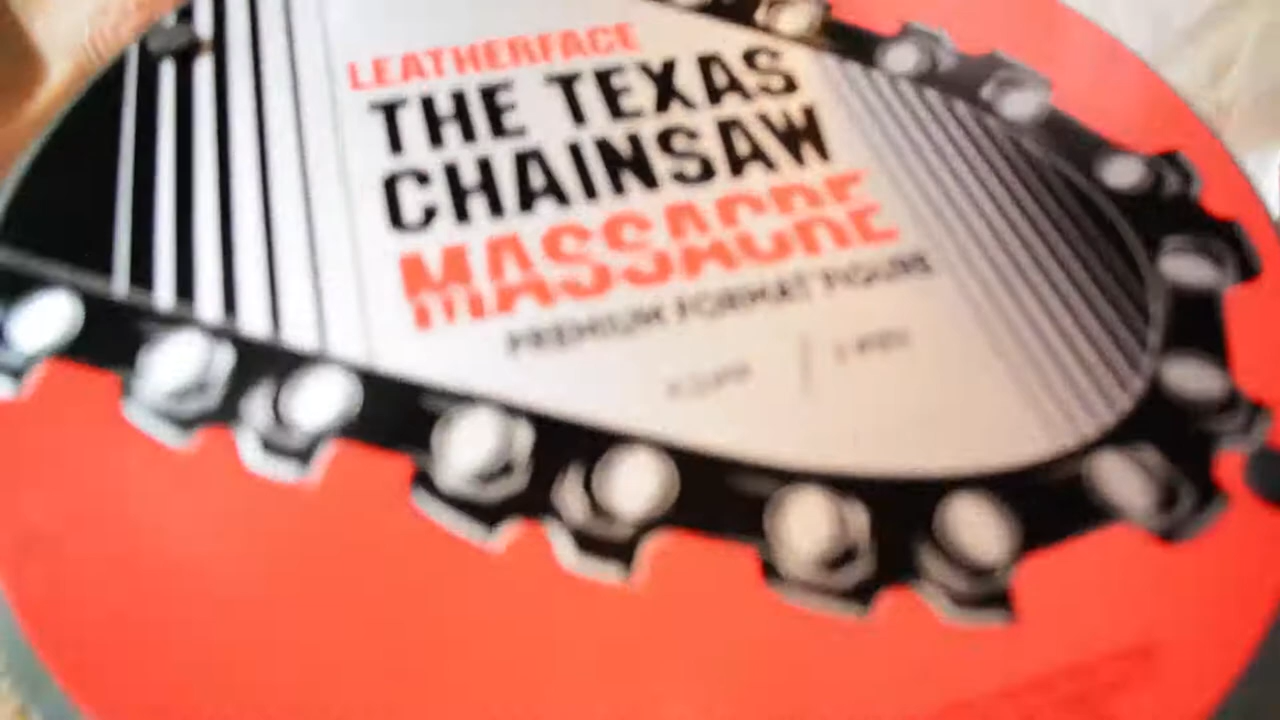 LEATHERFACE
THE TEXAS
CHAINSAW
MASSACRE
PREMIUM FORMAT FIGURE